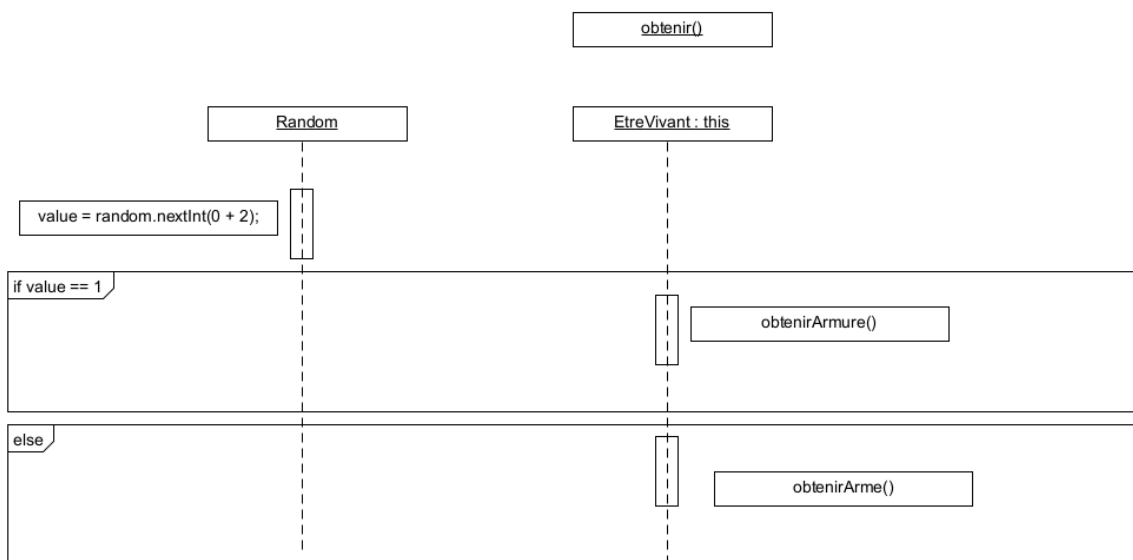 obtenir()
Random
EtreVivant : this
value = random.nextInt(0 + 2);
if value == 1
obtenirArmure()
else
obtenirArme()